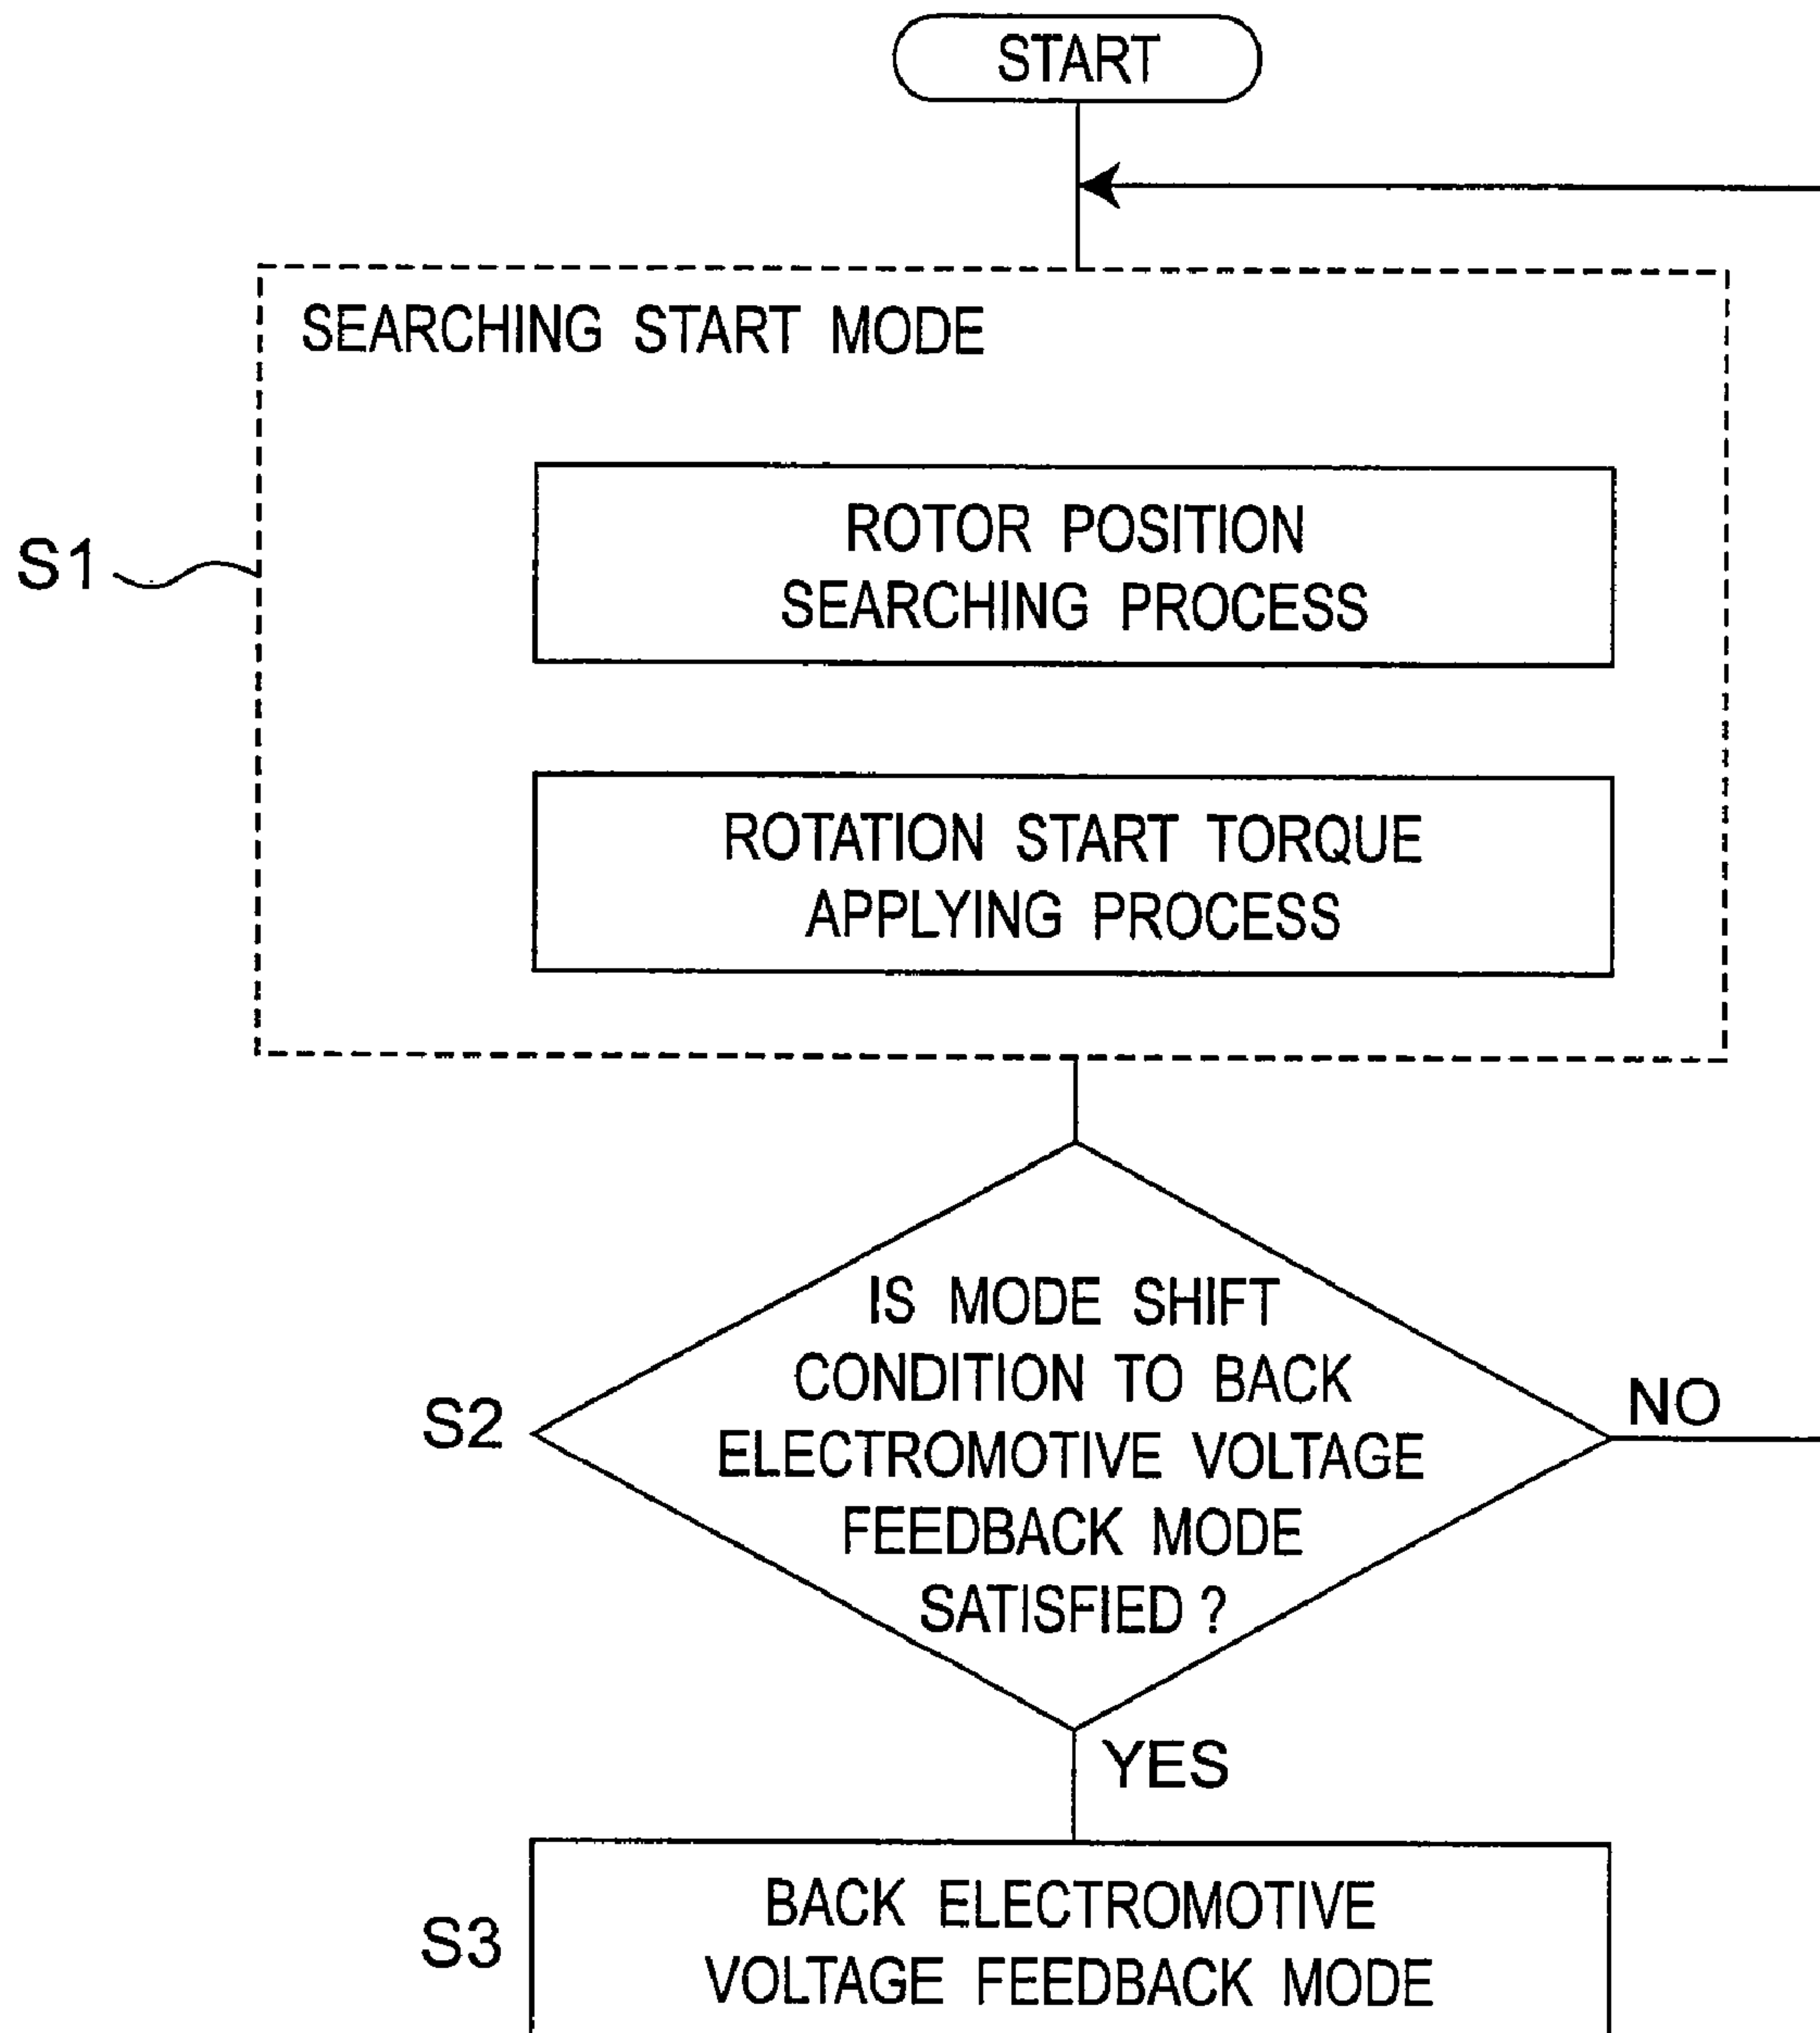 START
SEARCHING START MODE
S1
ROTOR POSITION
SEARCHING PROCESS
ROTATION START TORQUE
APPLYING PROCESS
S2
IS MODE SHIFT
CONDITION TO BACK
ELECTROMOTIVE VOLTAGE
FEEDBACK MODE
SATISFIED ?
NO
YES
S3
BACK ELECTROMOTIVE
VOLTAGE FEEDBACK MODE